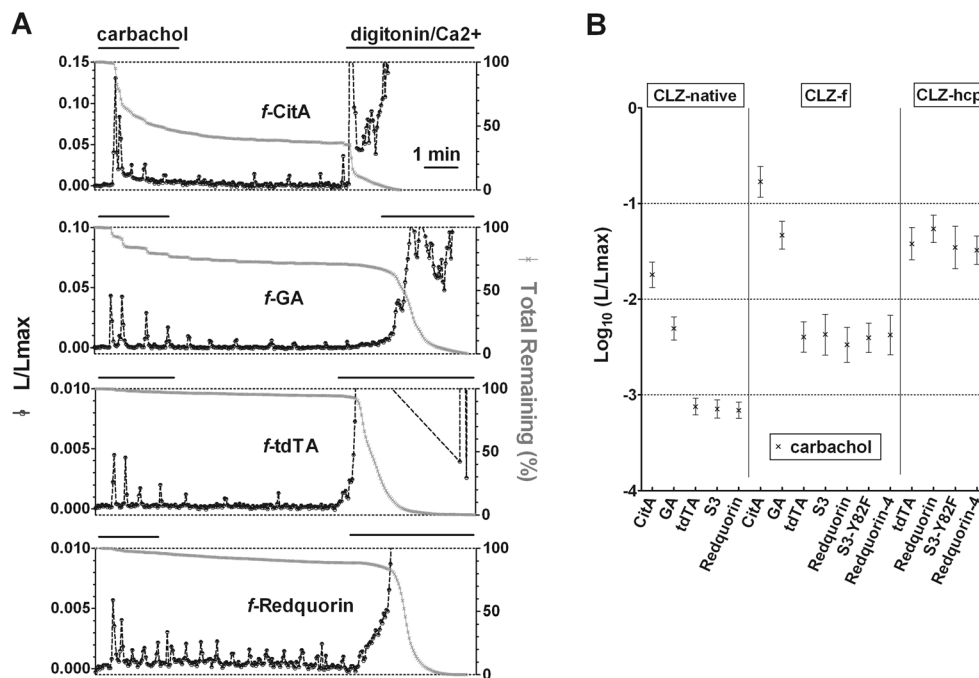 A
carbachol
digitonin/Ca2+
0.15
0.10
0.05
0.00
100
50
0
f-CitA
1 min
0.10
0.05
0.00
100
50
0
f-GA
L/Lmax
Total Remaining (%)
0.010
0.005
0.000
100
50
0
f-tdTA
0.010
0.005
0.000
100
50
0
f-Redquorin
B
CLZ-native
CLZ-f
CLZ-hcp
Log10 (L/Lmax)
0
-1
-2
-3
-4
carbachol
CitA
GA
tdTA
S3
Redquorin
CitA
GA
tdTA
S3
Redquorin
S3-Y82F
Redquorin-4
tdTA
Redquorin
S3-Y82F
Redquorin-4